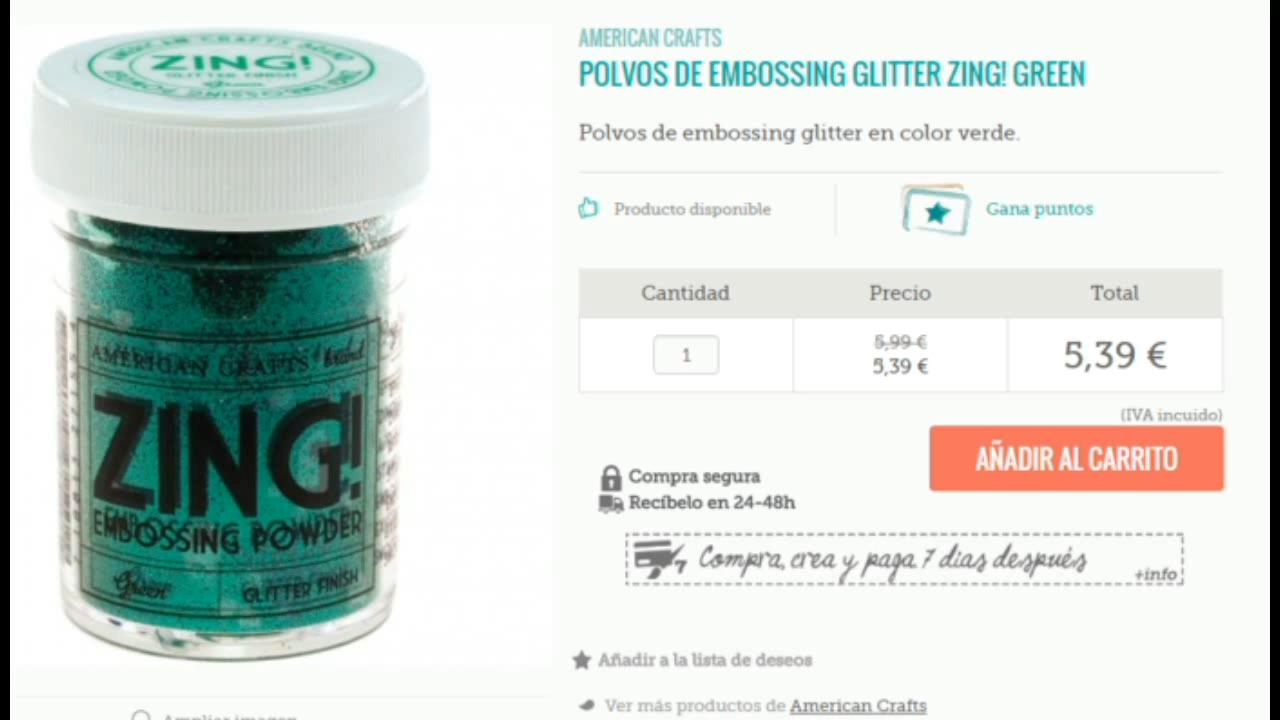 ZING!
GLITTER FINISH
Green
AMERICAN CRAFTS brand
ZING!
EMBOSSING POWDER
Green
GLITTER FINISH
AMERICAN CRAFTS
POLVOS DE EMBOSSING GLITTER ZING! GREEN
Polvos de embossing glitter en color verde.
Producto disponible
Gana puntos
Cantidad Precio Total
1 5,99 € 5,39 €
5,39 €
(IVA incuido)
AÑADIR AL CARRITO
Compra segura
Recíbelo en 24-48h
Compra, crea y paga 7 dias después
+info
Añadir a la lista de deseos
Ver más productos de American Crafts
Ampliar imagen